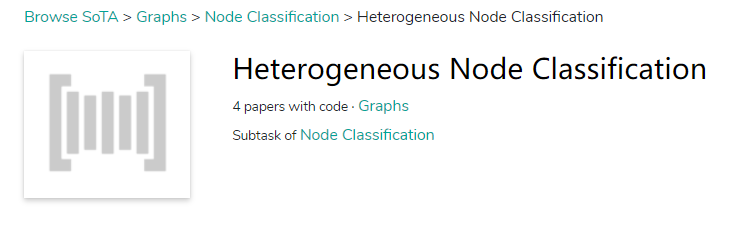 Browse SoTA > Graphs > Node Classification > Heterogeneous Node Classification
Heterogeneous Node Classification
4 papers with code · Graphs
Subtask of Node Classification